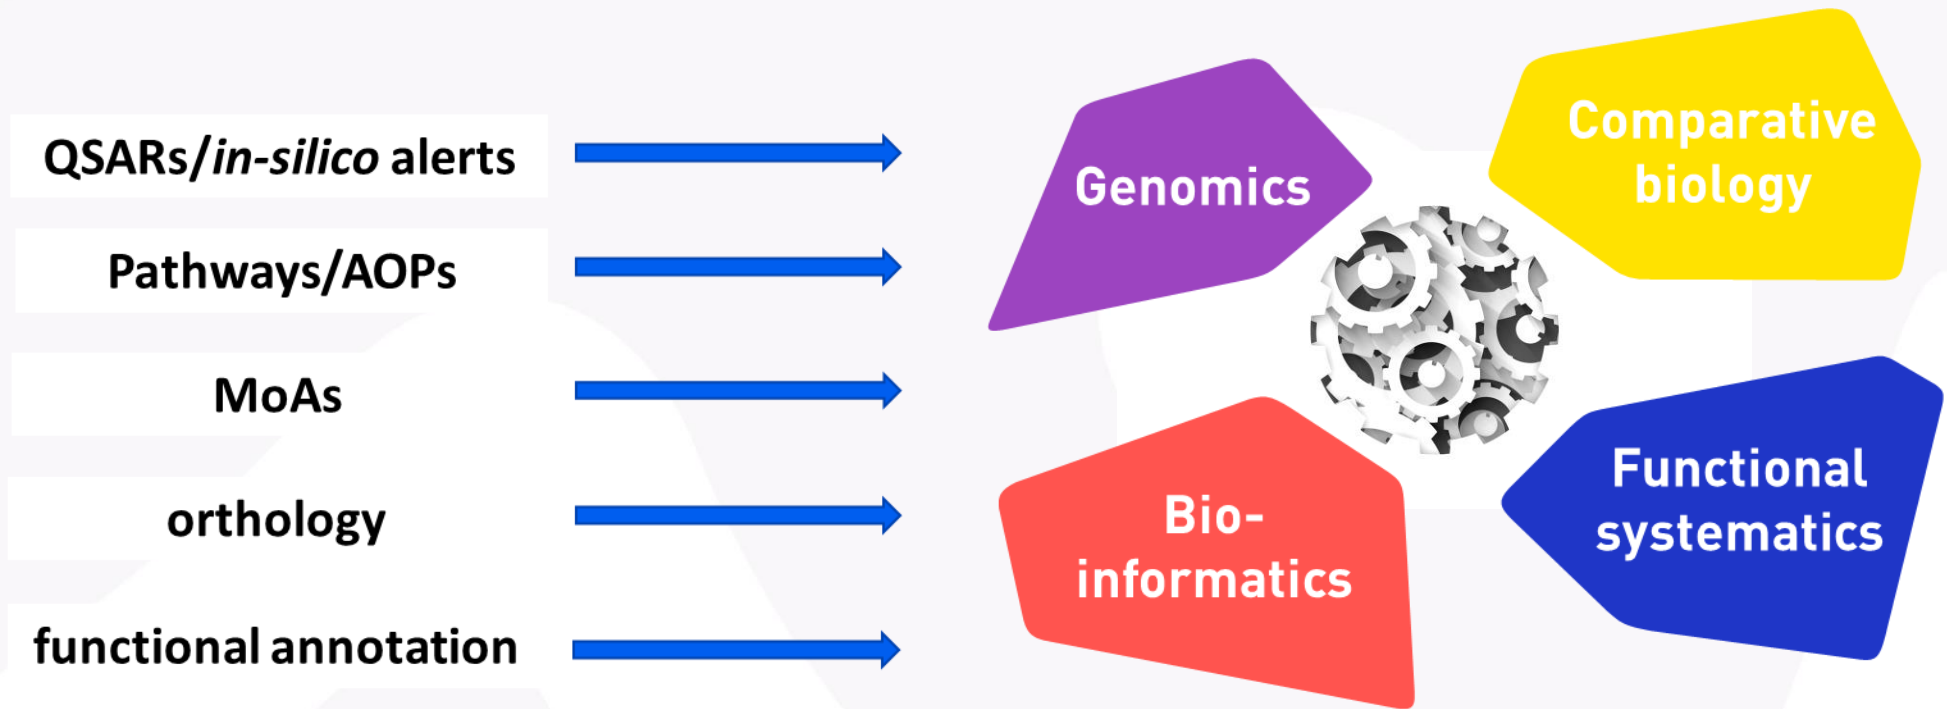 QSARs/in-silico alerts
Pathways/AOPs
MoAs
orthology
functional annotation
Genomics
Comparative
biology
Bio-
informatics
Functional
systematics